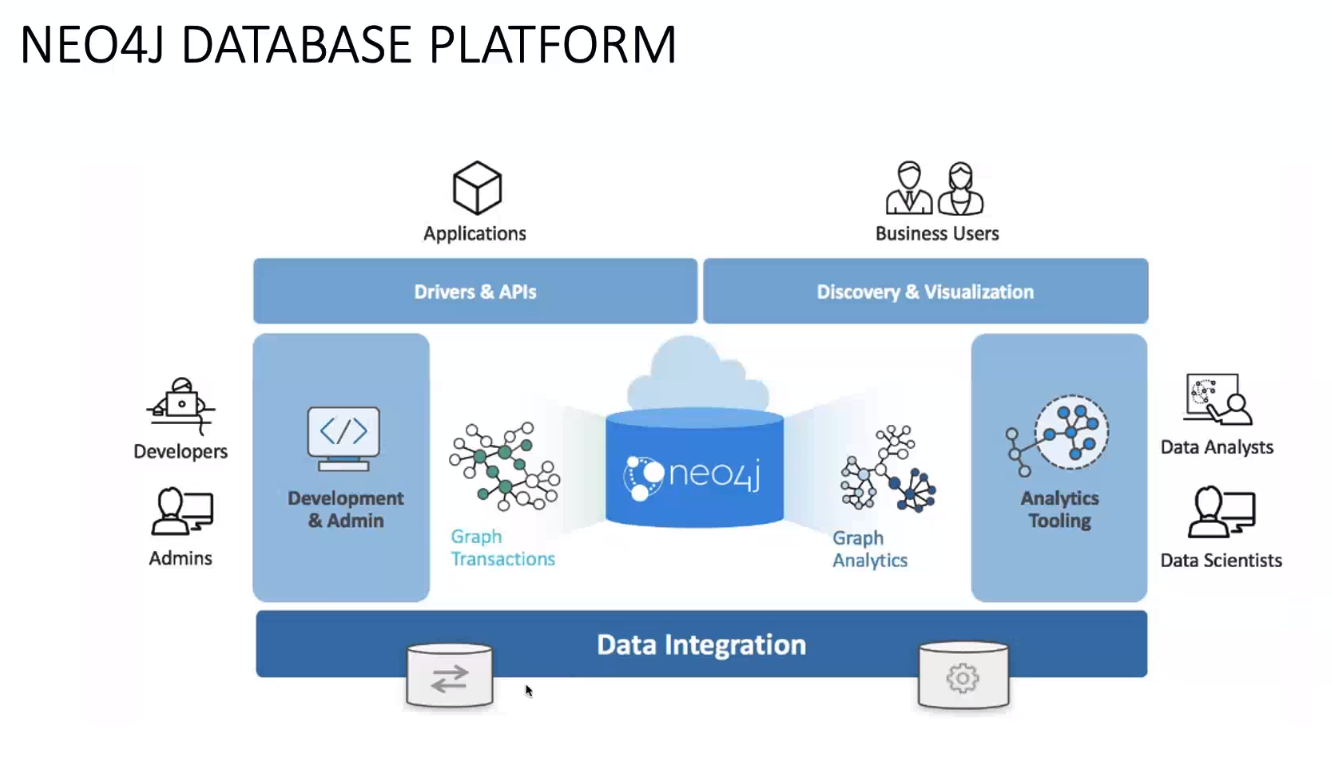 NEO4J DATABASE PLATFORM
Applications
Business Users
Drivers & APIs
Discovery & Visualization
Developers
Admins
Development
& Admin
Graph
Transactions
neo4j
Graph
Analytics
Analytics
Tooling
Data Analysts
Data Scientists
Data Integration